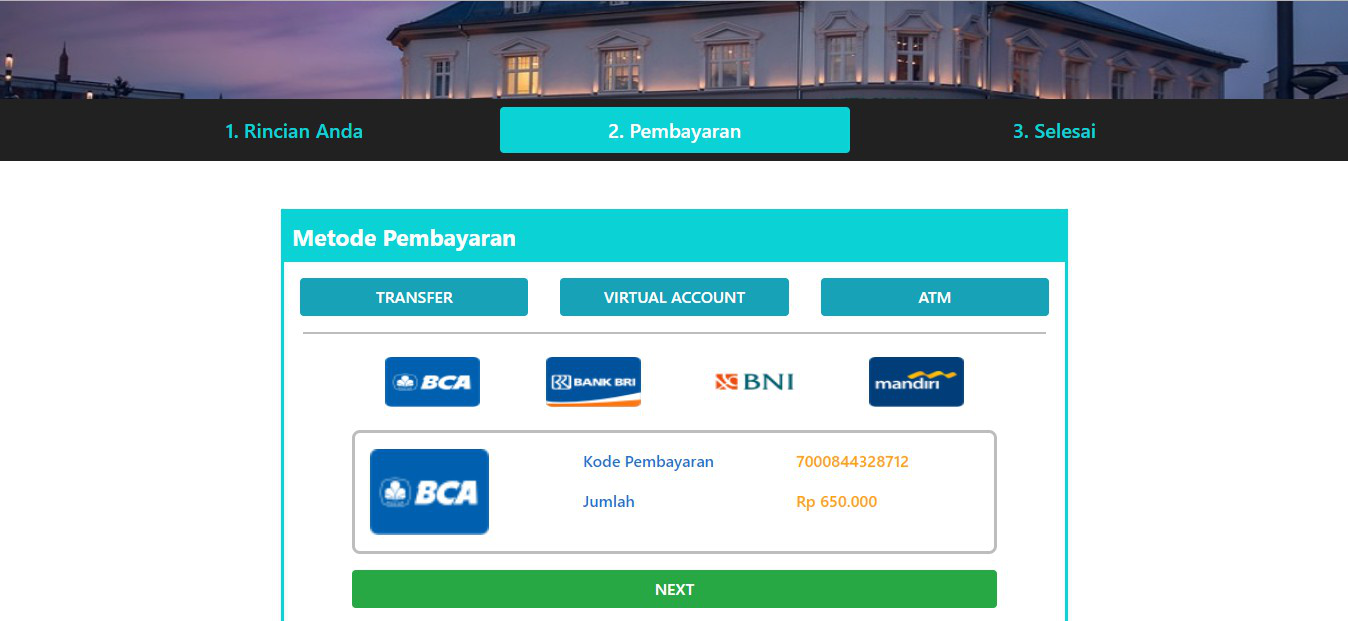 1. Rincian Anda 2. Pembayaran 3. Selesai
Metode Pembayaran
TRANSFER VIRTUAL ACCOUNT ATM
BCA BANK BRI BNI mandiri
BCA
Kode Pembayaran 7000844328712
Jumlah Rp 650.000
NEXT